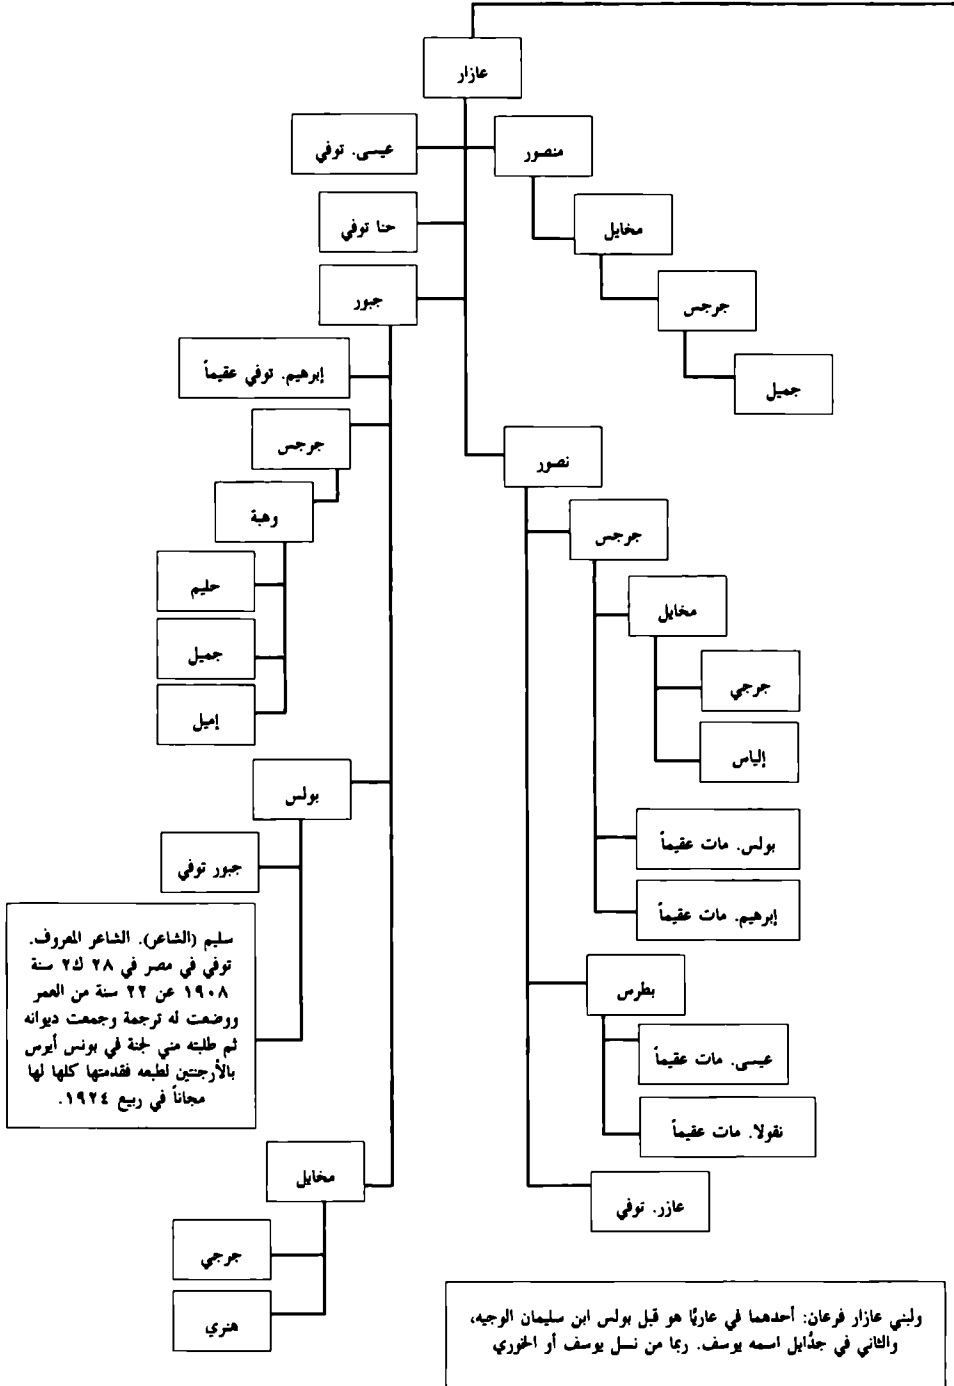 عازار
منصور
عيسى. توفي
مخايل
حنا توفي
جرجس
جبور
جميل
إبرهيم. توفي عقيماً
جرجس
نصور
وهبة
جرجس
حليم
مخايل
جميل
جرجي
إميل
إلياس
بولس
بولس. مات عقيماً
جبور توفي
إبرهيم. مات عقيماً
سليم (الشاعر). الشاعر المعروف.
توفي في مصر في ٢٨ ك٢ سنة
١٩٠٨ عن ٢٢ سنة من العمر
ووضعت له ترجمة وجمعت ديوانه
ثم طلبته مني لجنة في بونس أيرس
بالأرجنتين لطبعه فقدمتها كلها لها
مجاناً في ربيع ١٩٢٤.
بطرس
عيسى. مات عقيماً
نقولا. مات عقيماً
مخايل
عازر. توفي
جرجي
هنري
ولبني عازار فرعان: أحدهما في عاريّا هو قبل بولس ابن سليمان الوجيه،
والثاني في جدّايل اسمه يوسف. ربما من نسل يوسف أو الخوري